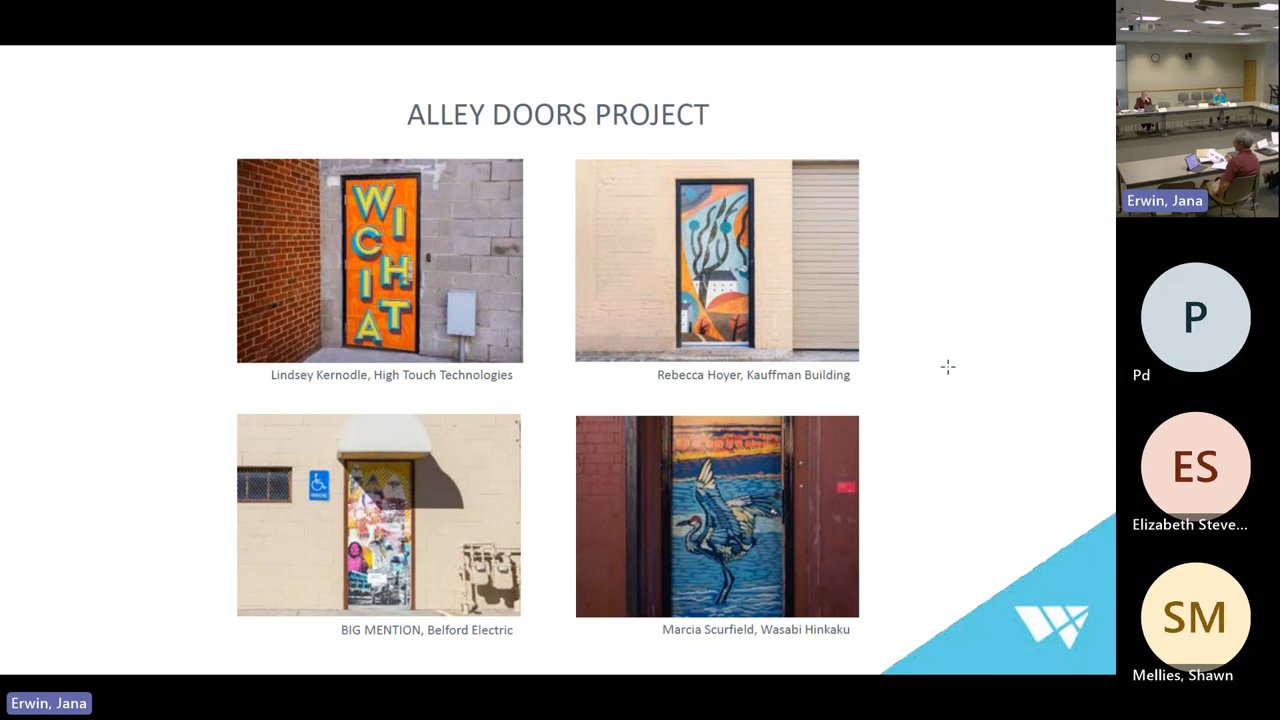 ALLEY DOORS PROJECT
W
I
C
H
I
T
A
Lindsey Kernodle, High Touch Technologies
Rebecca Hoyer, Kauffman Building
BIG MENTION, Belford Electric
Marcia Scurfield, Wasabi Hinkaku
Erwin, Jana
P
Pd
ES
Elizabeth Steve...
SM
Mellies, Shawn
Erwin, Jana